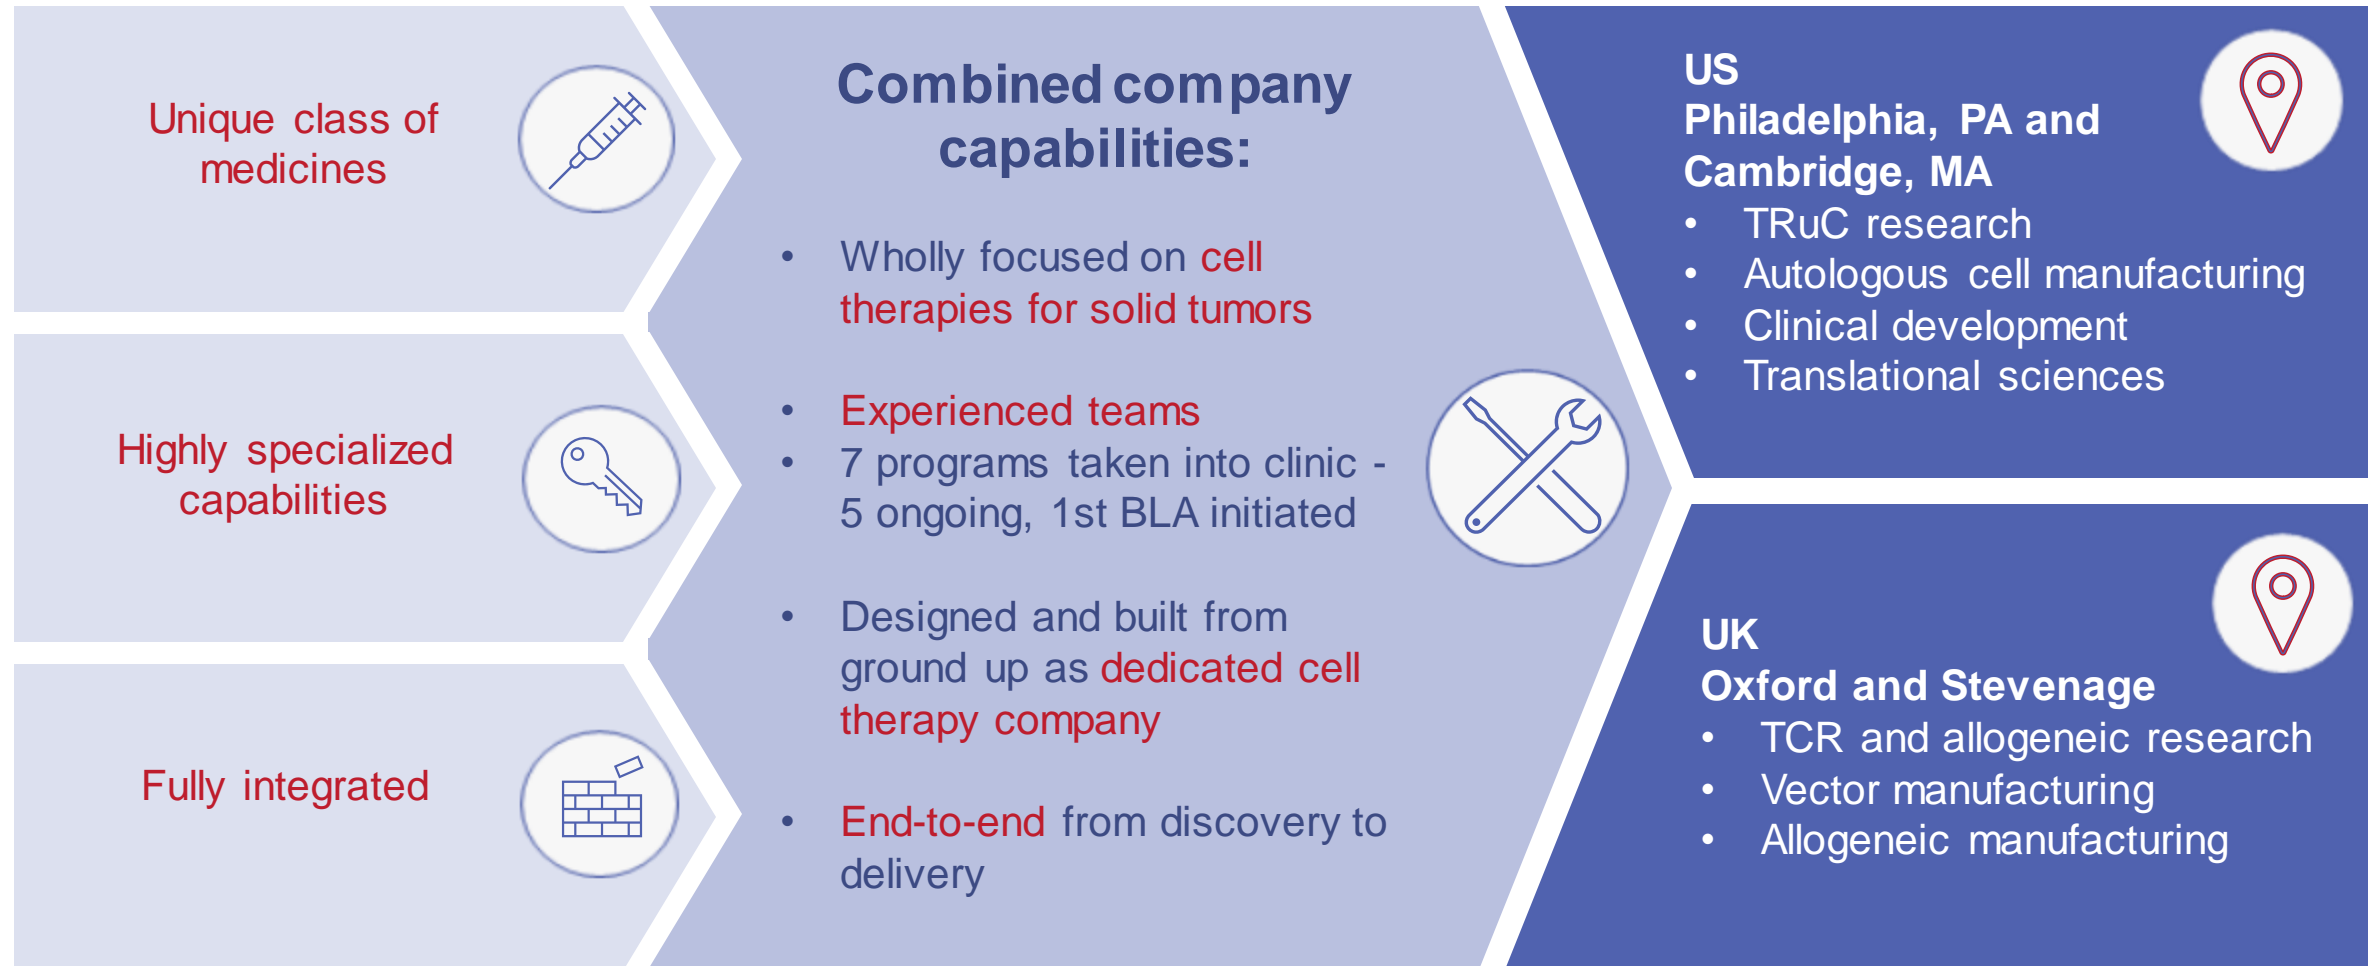 Unique class of
medicines
Highly specialized
capabilities
Fully integrated
Combined company
capabilities:
• Wholly focused on cell
therapies for solid tumors
• Experienced teams
• 7 programs taken into clinic -
5 ongoing, 1st BLA initiated
• Designed and built from
ground up as dedicated cell
therapy company
• End-to-end from discovery to
delivery
US
Philadelphia, PA and
Cambridge, MA
• TRuC research
• Autologous cell manufacturing
• Clinical development
• Translational sciences
UK
Oxford and Stevenage
• TCR and allogeneic research
• Vector manufacturing
• Allogeneic manufacturing